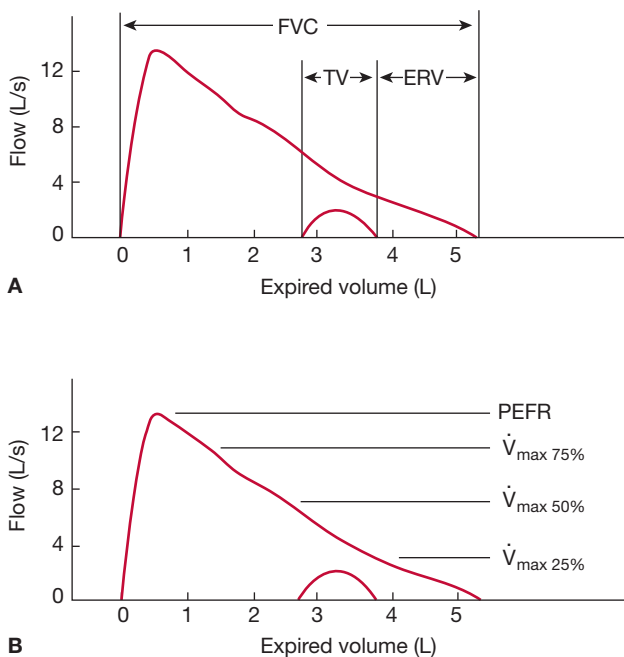 FVC
TV
ERV
12
8
4
0
Flow (L/s)
0 1 2 3 4 5
Expired volume (L)
A
PEFR
V̇max 75%
V̇max 50%
V̇max 25%
12
8
4
0
Flow (L/s)
0 1 2 3 4 5
Expired volume (L)
B